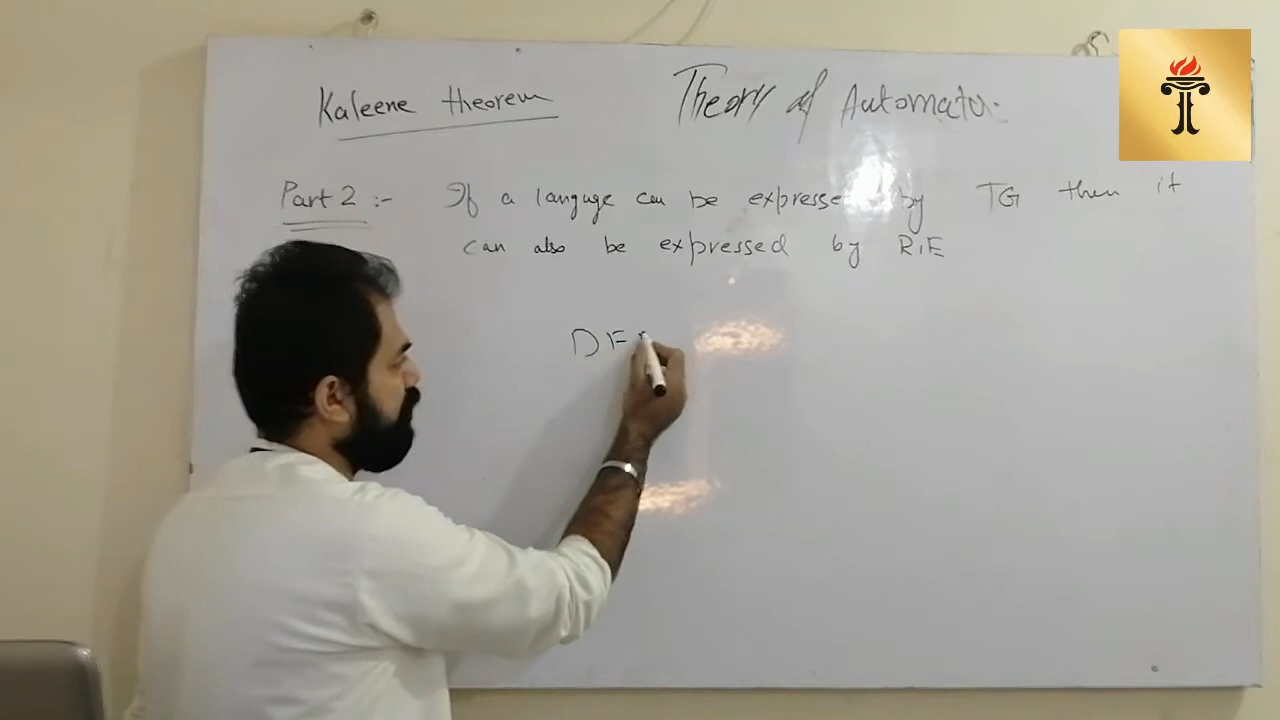 Kaleene theorem Theory of Automata.
Part 2 :- If a languge can be expressed by TG then it
can also be expressed by R.E
DF